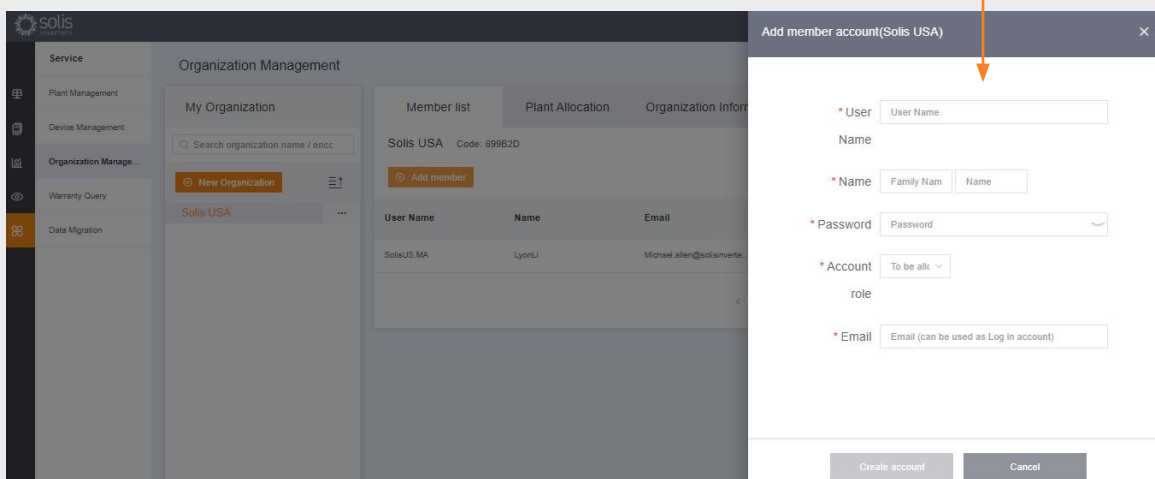 solis
inverters
Service
Plant Management
Device Management
Organization Manage...
Warranty Query
Data Migration
Organization Management
My Organization
Search organization name / encc
New Organization
Solis USA ...
Member list Plant Allocation Organization Inforr
Solis USA Code: 699B2D
Add member
User Name Name Email
SolisUS.MA LyonLi Michael.allen@solisinverte...
Add member account(Solis USA)
* User Name
User Name
* Name Family Nam Name
* Password Password
* Account role
To be allc
* Email Email (can be used as Log in account)
Create account Cancel